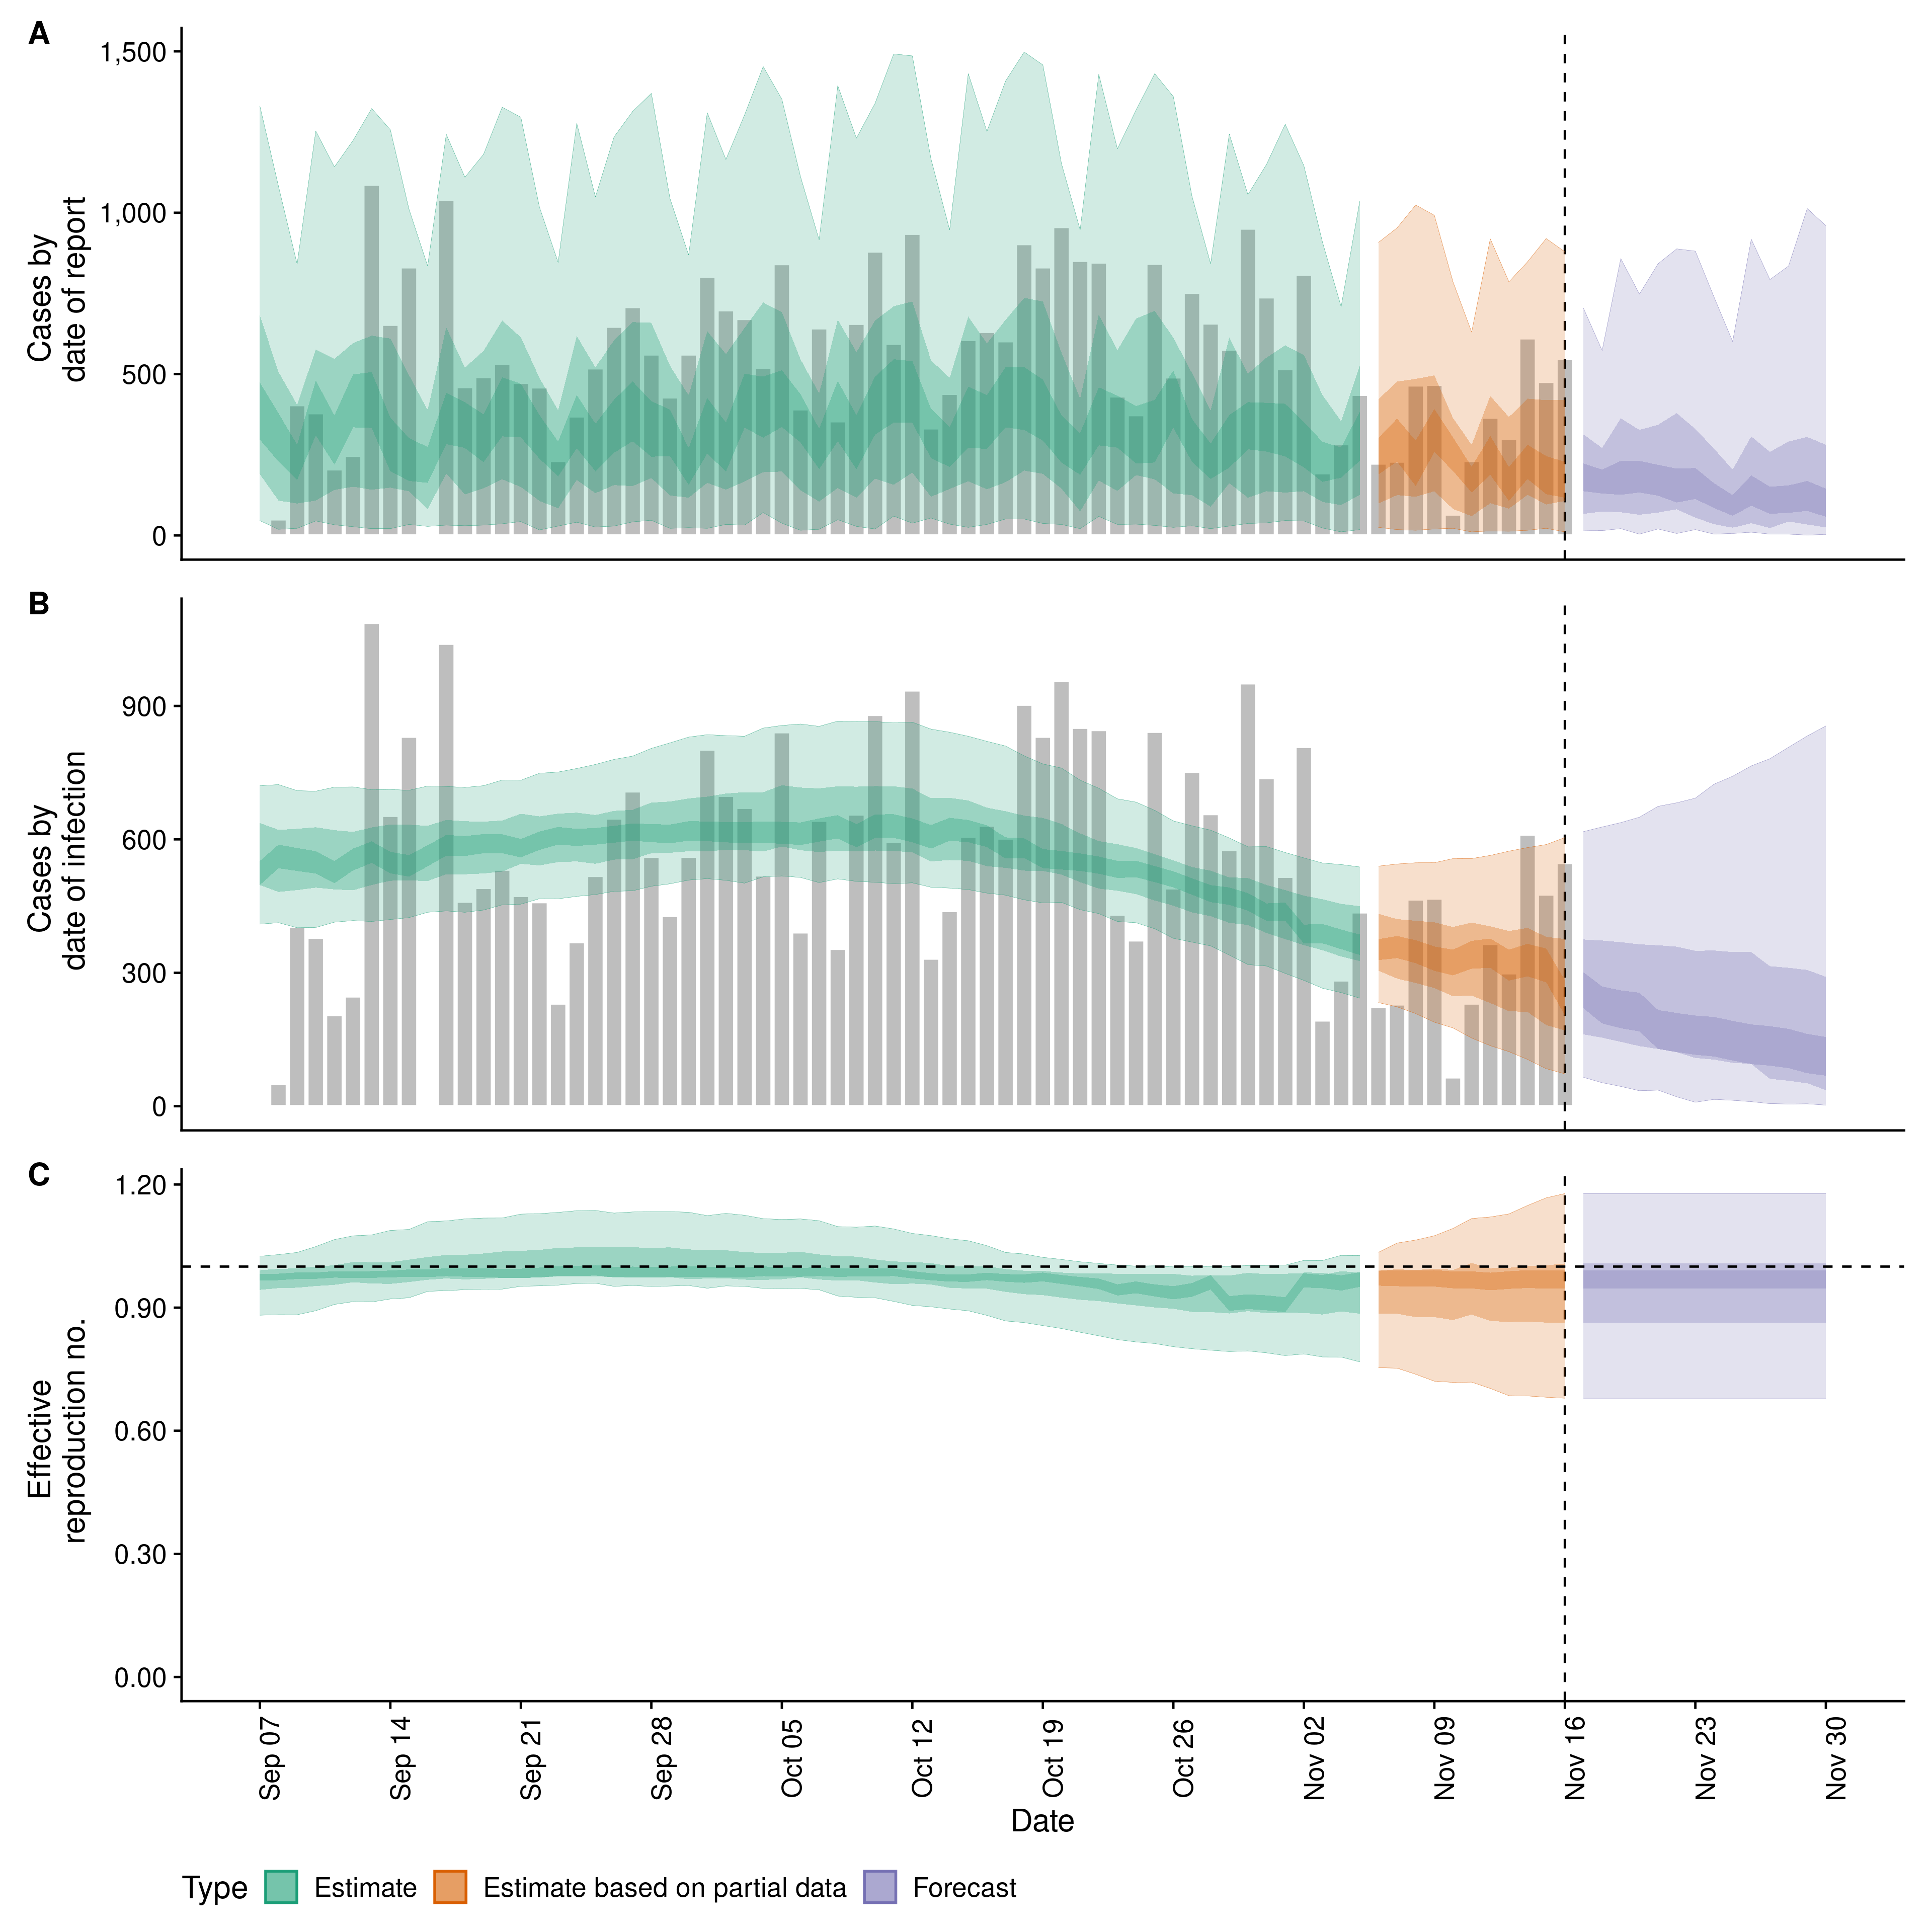 A
Cases by
date of report
1,500
1,000
500
0
B
Cases by
date of infection
900
600
300
0
C
Effective
reproduction no.
1.20
0.90
0.60
0.30
0.00
Sep 07
Sep 14
Sep 21
Sep 28
Oct 05
Oct 12
Oct 19
Oct 26
Nov 02
Nov 09
Nov 16
Nov 23
Nov 30
Date
Type Estimate Estimate based on partial data Forecast